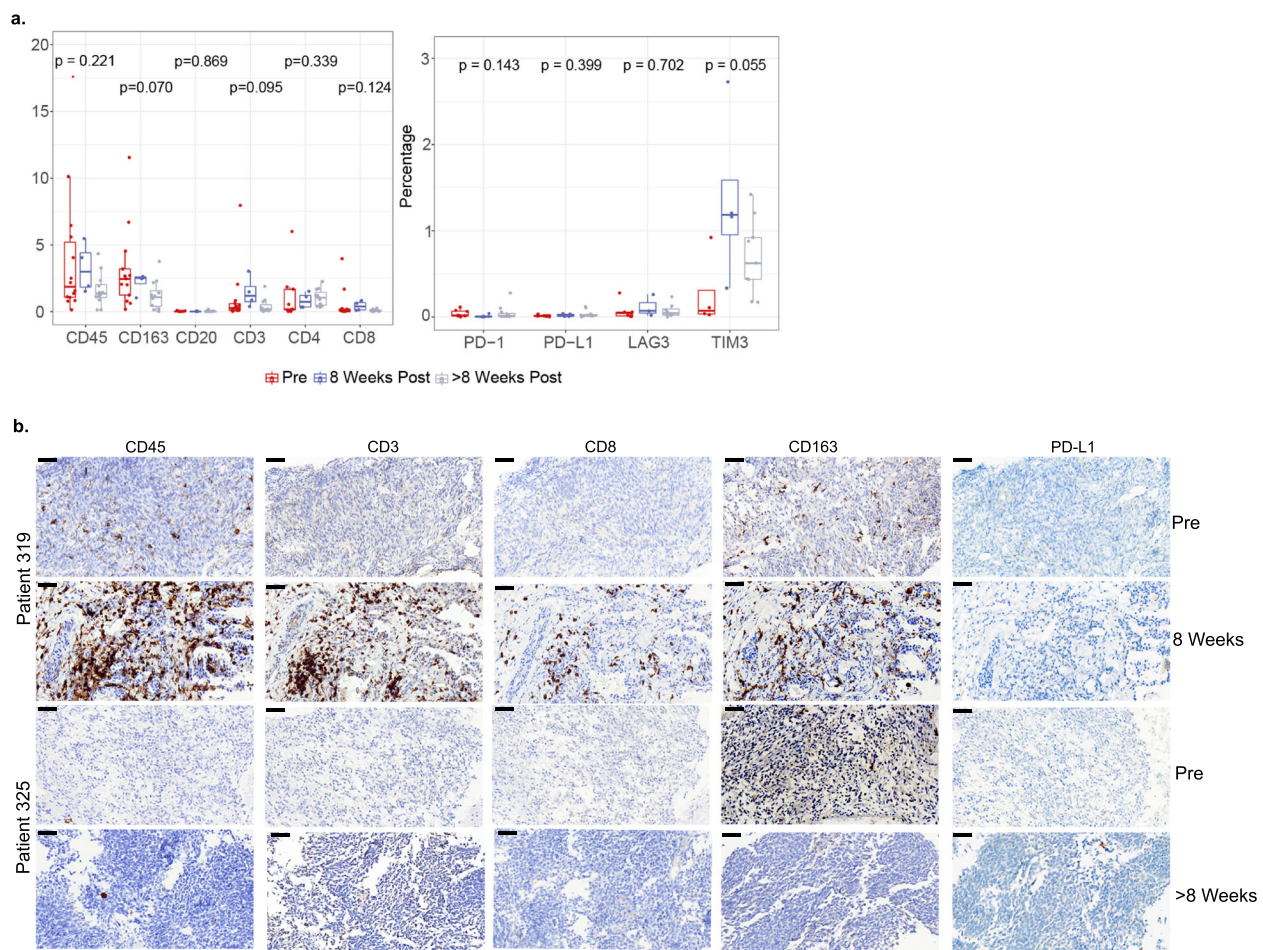 a.
20
15
10
5
0
p = 0.221
p=0.869
p=0.339
p=0.070
p=0.095
p=0.124
CD45
CD163
CD20
CD3
CD4
CD8
Percentage
3
2
1
0
p = 0.143
p = 0.399
p = 0.702
p = 0.055
PD−1
PD−L1
LAG3
TIM3
Pre 8 Weeks Post >8 Weeks Post
b.
CD45
CD3
CD8
CD163
PD-L1
Patient 319
Pre
8 Weeks
Patient 325
Pre
>8 Weeks